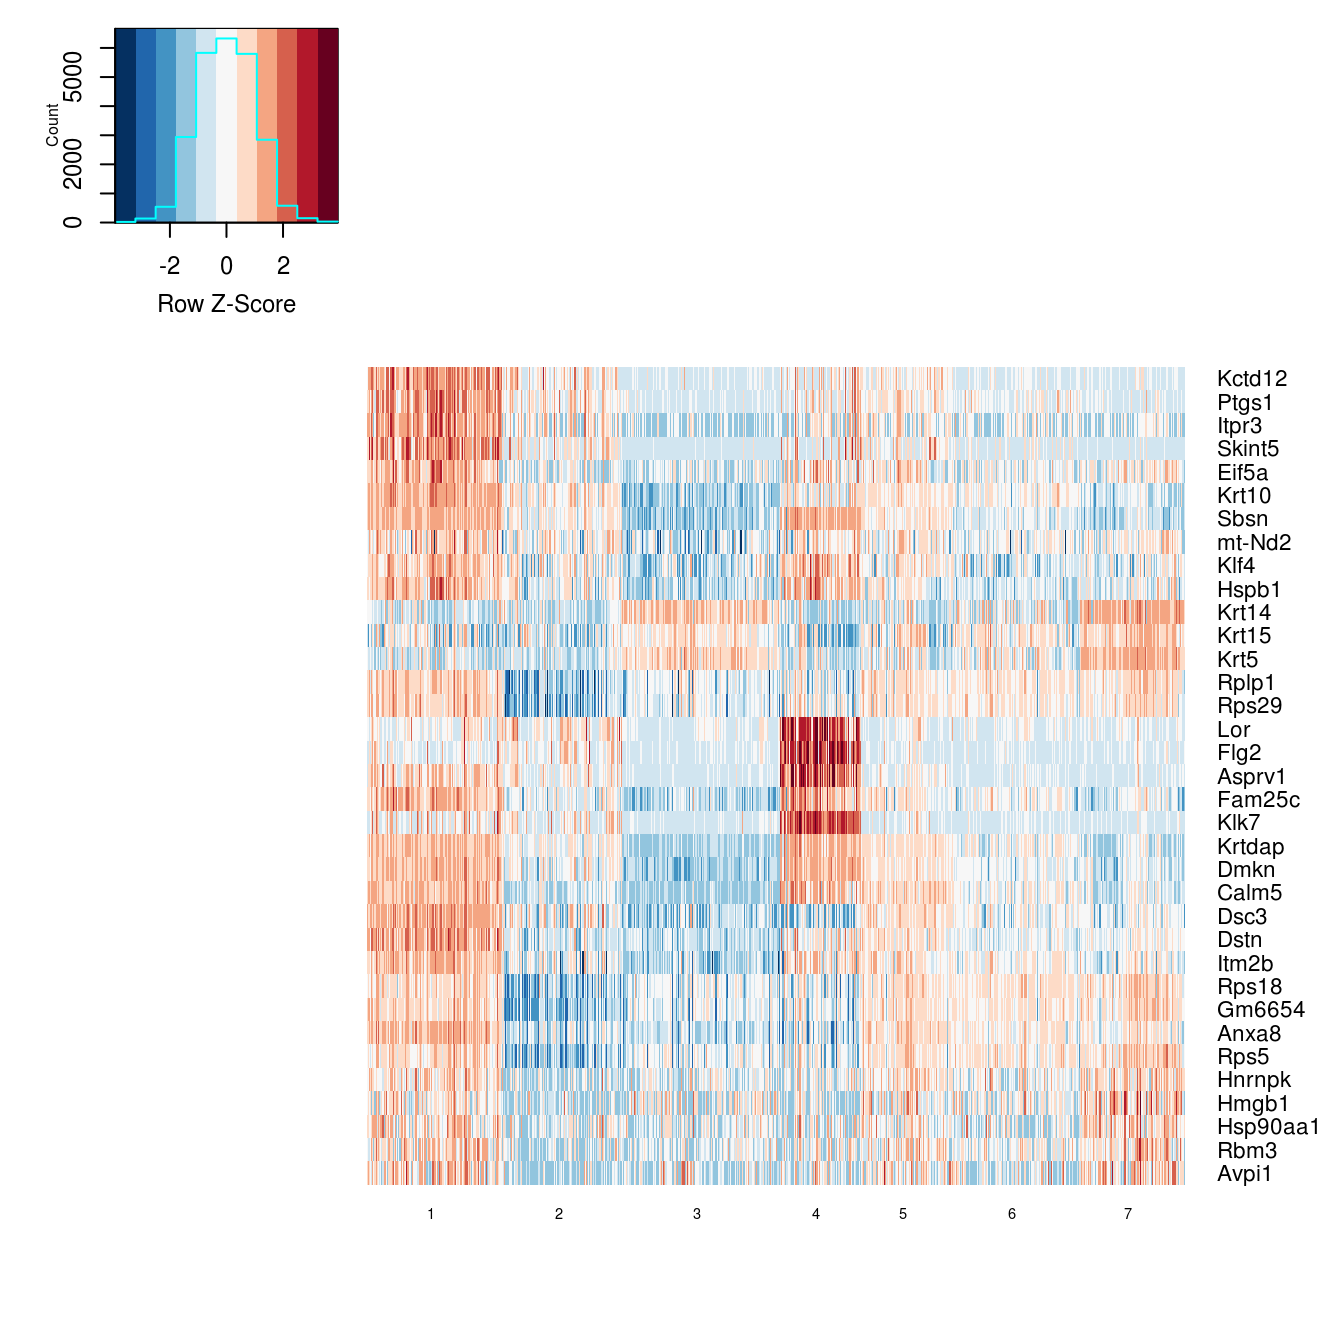 Count
0
2000
5000
-2 0 2
Row Z-Score
Kctd12
Ptgs1
Itpr3
Skint5
Eif5a
Krt10
Sbsn
mt-Nd2
Klf4
Hspb1
Krt14
Krt15
Krt5
Rplp1
Rps29
Lor
Flg2
Asprv1
Fam25c
Klk7
Krtdap
Dmkn
Calm5
Dsc3
Dstn
Itm2b
Rps18
Gm6654
Anxa8
Rps5
Hnrnpk
Hmgb1
Hsp90aa1
Rbm3
Avpi1
1 2 3 4 5 6 7